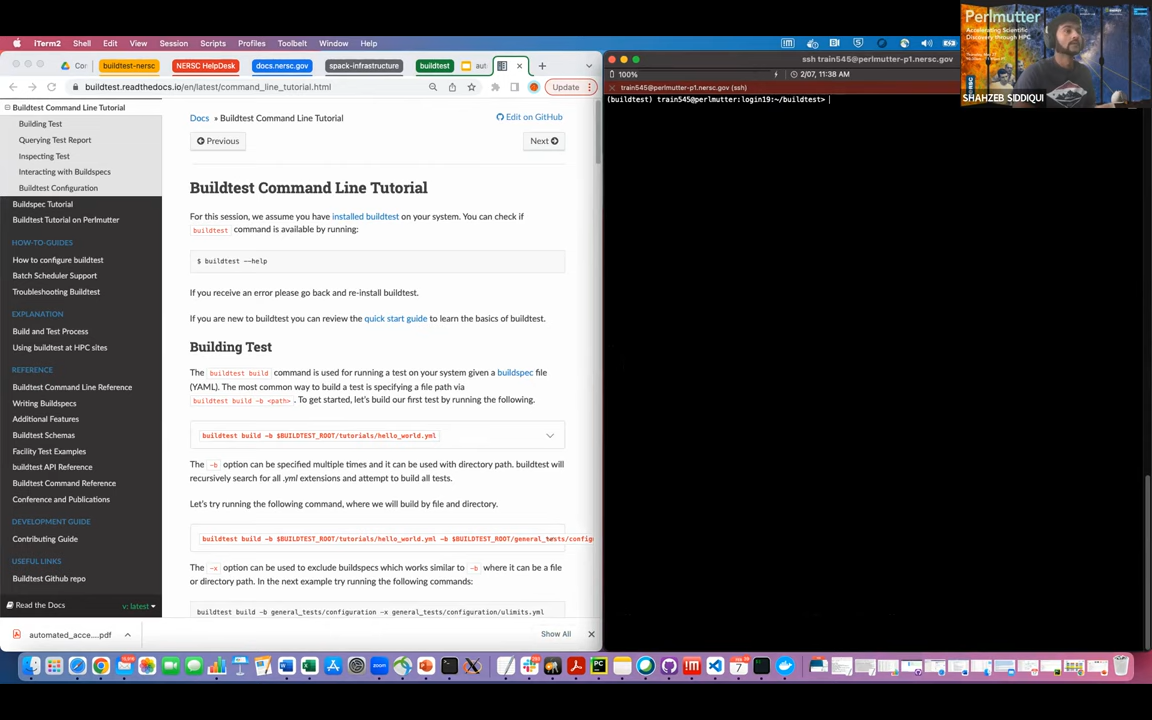 iTerm2 Shell Edit View Session Scripts Profiles Toolbelt Window Help
Cor buildtest-nersc NERSC HelpDesk docs.nersc.gov spack-infrastructure buildtest aut
buildtest.readthedocs.io/en/latest/command_line_tutorial.html Update
Buildtest Command Line Tutorial
Building Test
Querying Test Report
Inspecting Test
Interacting with Buildspecs
Buildtest Configuration
Buildspec Tutorial
Buildtest Tutorial on Perlmutter
HOW-TO-GUIDES
How to configure buildtest
Batch Scheduler Support
Troubleshooting Buildtest
EXPLANATION
Build and Test Process
Using buildtest at HPC sites
REFERENCE
Buildtest Command Line Reference
Writing Buildspecs
Additional Features
Buildtest Schemas
Facility Test Examples
buildtest API Reference
Buildtest Command Reference
Conference and Publications
DEVELOPMENT GUIDE
Contributing Guide
USEFUL LINKS
Buildtest Github repo
Read the Docs v: latest
Docs » Buildtest Command Line Tutorial Edit on GitHub
Previous Next
Buildtest Command Line Tutorial
For this session, we assume you have installed buildtest on your system. You can check if
buildtest command is available by running:
$ buildtest --help
If you receive an error please go back and re-install buildtest.
If you are new to buildtest you can review the quick start guide to learn the basics of buildtest.
Building Test
The buildtest build command is used for running a test on your system given a buildspec file
(YAML). The most common way to build a test is specifying a file path via
buildtest build -b <path> . To get started, let's build our first test by running the following.
buildtest build -b $BUILDTEST_ROOT/tutorials/hello_world.yml
The -b option can be specified multiple times and it can be used with directory path. buildtest will
recursively search for all .yml extensions and attempt to build all tests.
Let's try running the following command, where we will build by file and directory.
buildtest build -b $BUILDTEST_ROOT/tutorials/hello_world.yml -b $BUILDTEST_ROOT/general_tests/config
The -x option can be used to exclude buildspecs which works similar to -b where it can be a file
or directory path. In the next example try running the following commands:
buildtest build -b general_tests/configuration -x general_tests/configuration/ulimits.yml
automated_acce....pdf Show All
ssh train545@perlmutter-p1.nersc.gov
100% 2/07, 11:38 AM
train545@perlmutter-p1.nersc.gov (ssh)
(buildtest) train545@perlmutter:login19:~/buildtest>
Perlmutter
Accelerating Scientific
Discovery through HPC
SHAHZEB SIDDIQUI